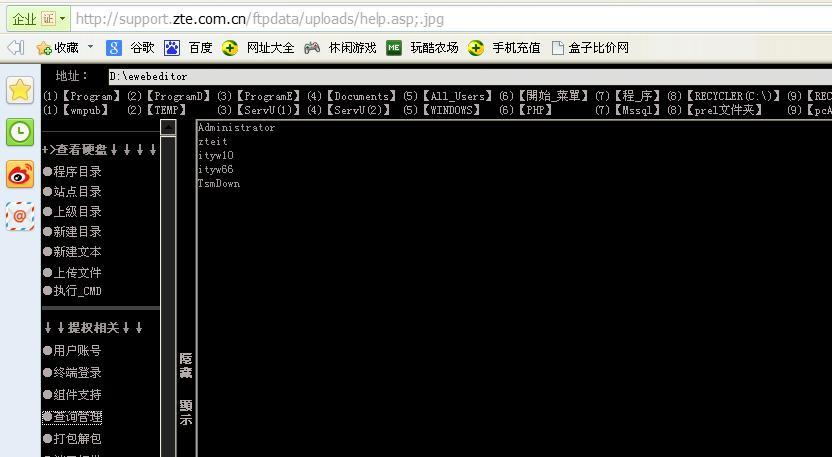 企业 证 http://support.zte.com.cn/ftpdata/uploads/help.asp;.jpg
收藏 谷歌 百度 网址大全 休闲游戏 ME 玩酷农场 手机充值 盒子比价网
地址： D:\ewebeditor
(1)【Program】 (2)【ProgramD】 (3)【ProgramE】 (4)【Documents】 (5)【All_Users】 (6)【開始_菜單】 (7)【程_序】 (8)【RECYCLER(C:\)】 (9)【REC
(1)【wmpub】 (2)【TEMP】 (3)【ServU(1)】 (4)【ServU(2)】 (5)【WINDOWS】 (6)【PHP】 (7)【Mssql】 (8)【prel文件夹】 (9)【pcA
+>查看硬盘↓↓↓↓
●程序目录
●站点目录
●上級目录
●新建目录
●新建文本
●上传文件
●执行_CMD
↓↓提权相关↓↓
●用户账号
●终端登录
●组件支持
●查询管理
●打包解包
隐藏
顯示
Administrator
zteit
ityw10
ityw66
TsmDown